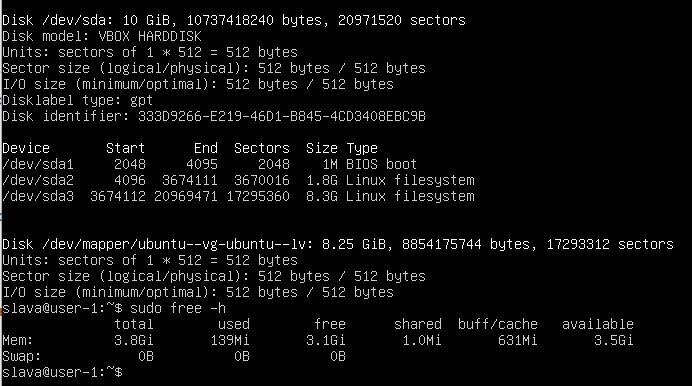 Disk /dev/sda: 10 GiB, 10737418240 bytes, 20971520 sectors
Disk model: VBOX HARDDISK
Units: sectors of 1 * 512 = 512 bytes
Sector size (logical/physical): 512 bytes / 512 bytes
I/O size (minimum/optimal): 512 bytes / 512 bytes
Disklabel type: gpt
Disk identifier: 333D9266-E219-46D1-B845-4CD3408EBC9B
Device       Start      End  Sectors  Size Type
/dev/sda1     2048     4095     2048    1M BIOS boot
/dev/sda2     4096  3674111  3670016  1.8G Linux filesystem
/dev/sda3  3674112 20969471 17295360  8.3G Linux filesystem
Disk /dev/mapper/ubuntu--vg-ubuntu--lv: 8.25 GiB, 8854175744 bytes, 17293312 sectors
Units: sectors of 1 * 512 = 512 bytes
Sector size (logical/physical): 512 bytes / 512 bytes
I/O size (minimum/optimal): 512 bytes / 512 bytes
slava@user-1:~$ sudo free -h
              total        used        free      shared  buff/cache   available
Mem:          3.8Gi       139Mi       3.1Gi       1.0Mi       631Mi       3.5Gi
Swap:            0B          0B          0B
slava@user-1:~$